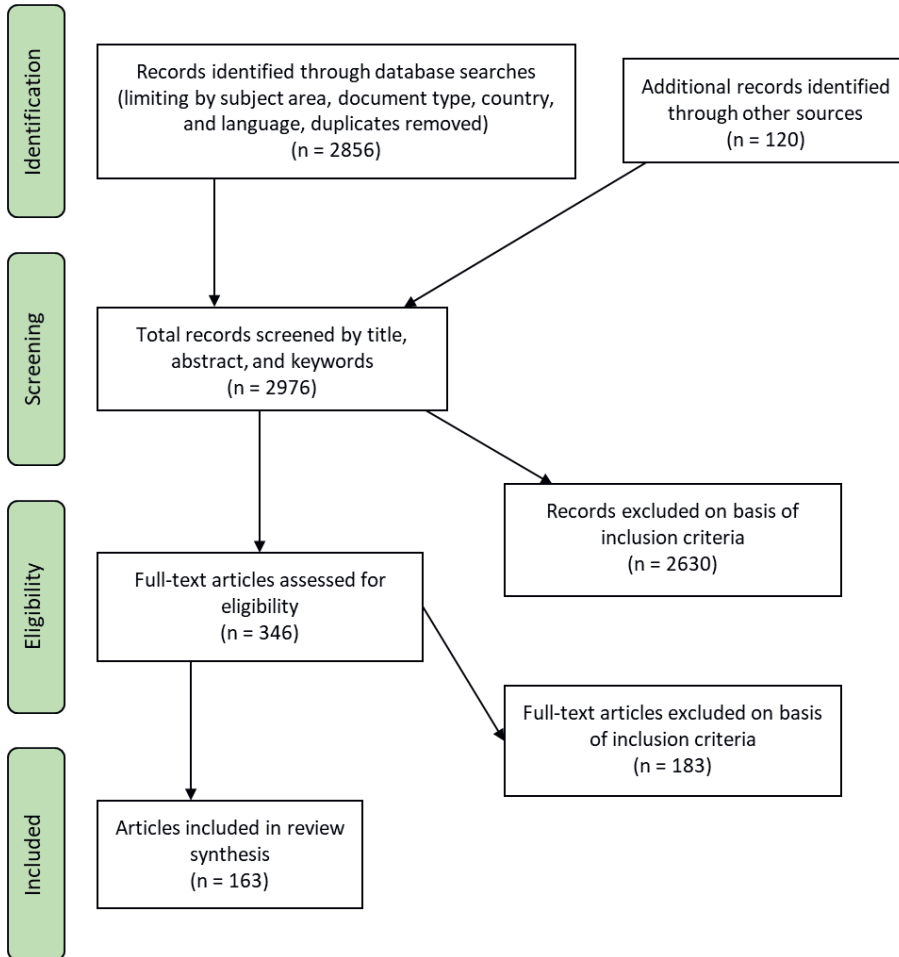 Identification
Records identified through database searches
(limiting by subject area, document type, country,
and language, duplicates removed)
(n = 2856)
Additional records identified
through other sources
(n = 120)
Screening
Total records screened by title,
abstract, and keywords
(n = 2976)
Records excluded on basis of
inclusion criteria
(n = 2630)
Eligibility
Full-text articles assessed for
eligibility
(n = 346)
Full-text articles excluded on basis
of inclusion criteria
(n = 183)
Included
Articles included in review
synthesis
(n = 163)